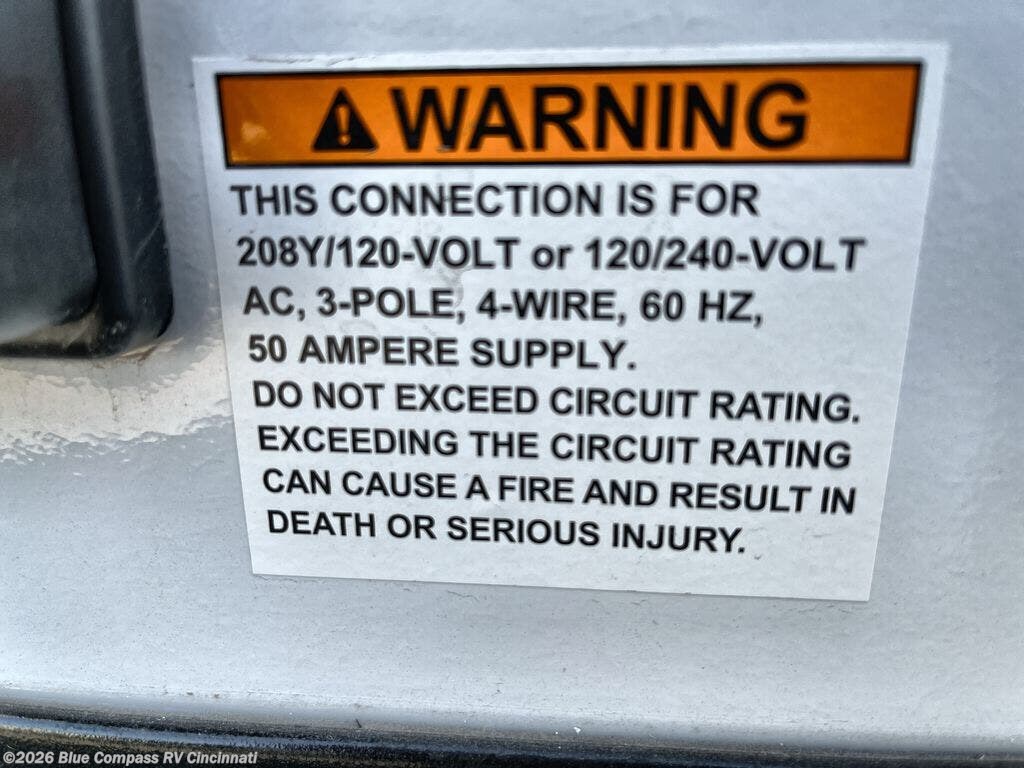 WARNING
THIS CONNECTION IS FOR
208Y/120-VOLT or 120/240-VOLT
AC, 3-POLE, 4-WIRE, 60 HZ,
50 AMPERE SUPPLY.
DO NOT EXCEED CIRCUIT RATING.
EXCEEDING THE CIRCUIT RATING
CAN CAUSE A FIRE AND RESULT IN
DEATH OR SERIOUS INJURY.
©2026 Blue Compass RV Cincinnati